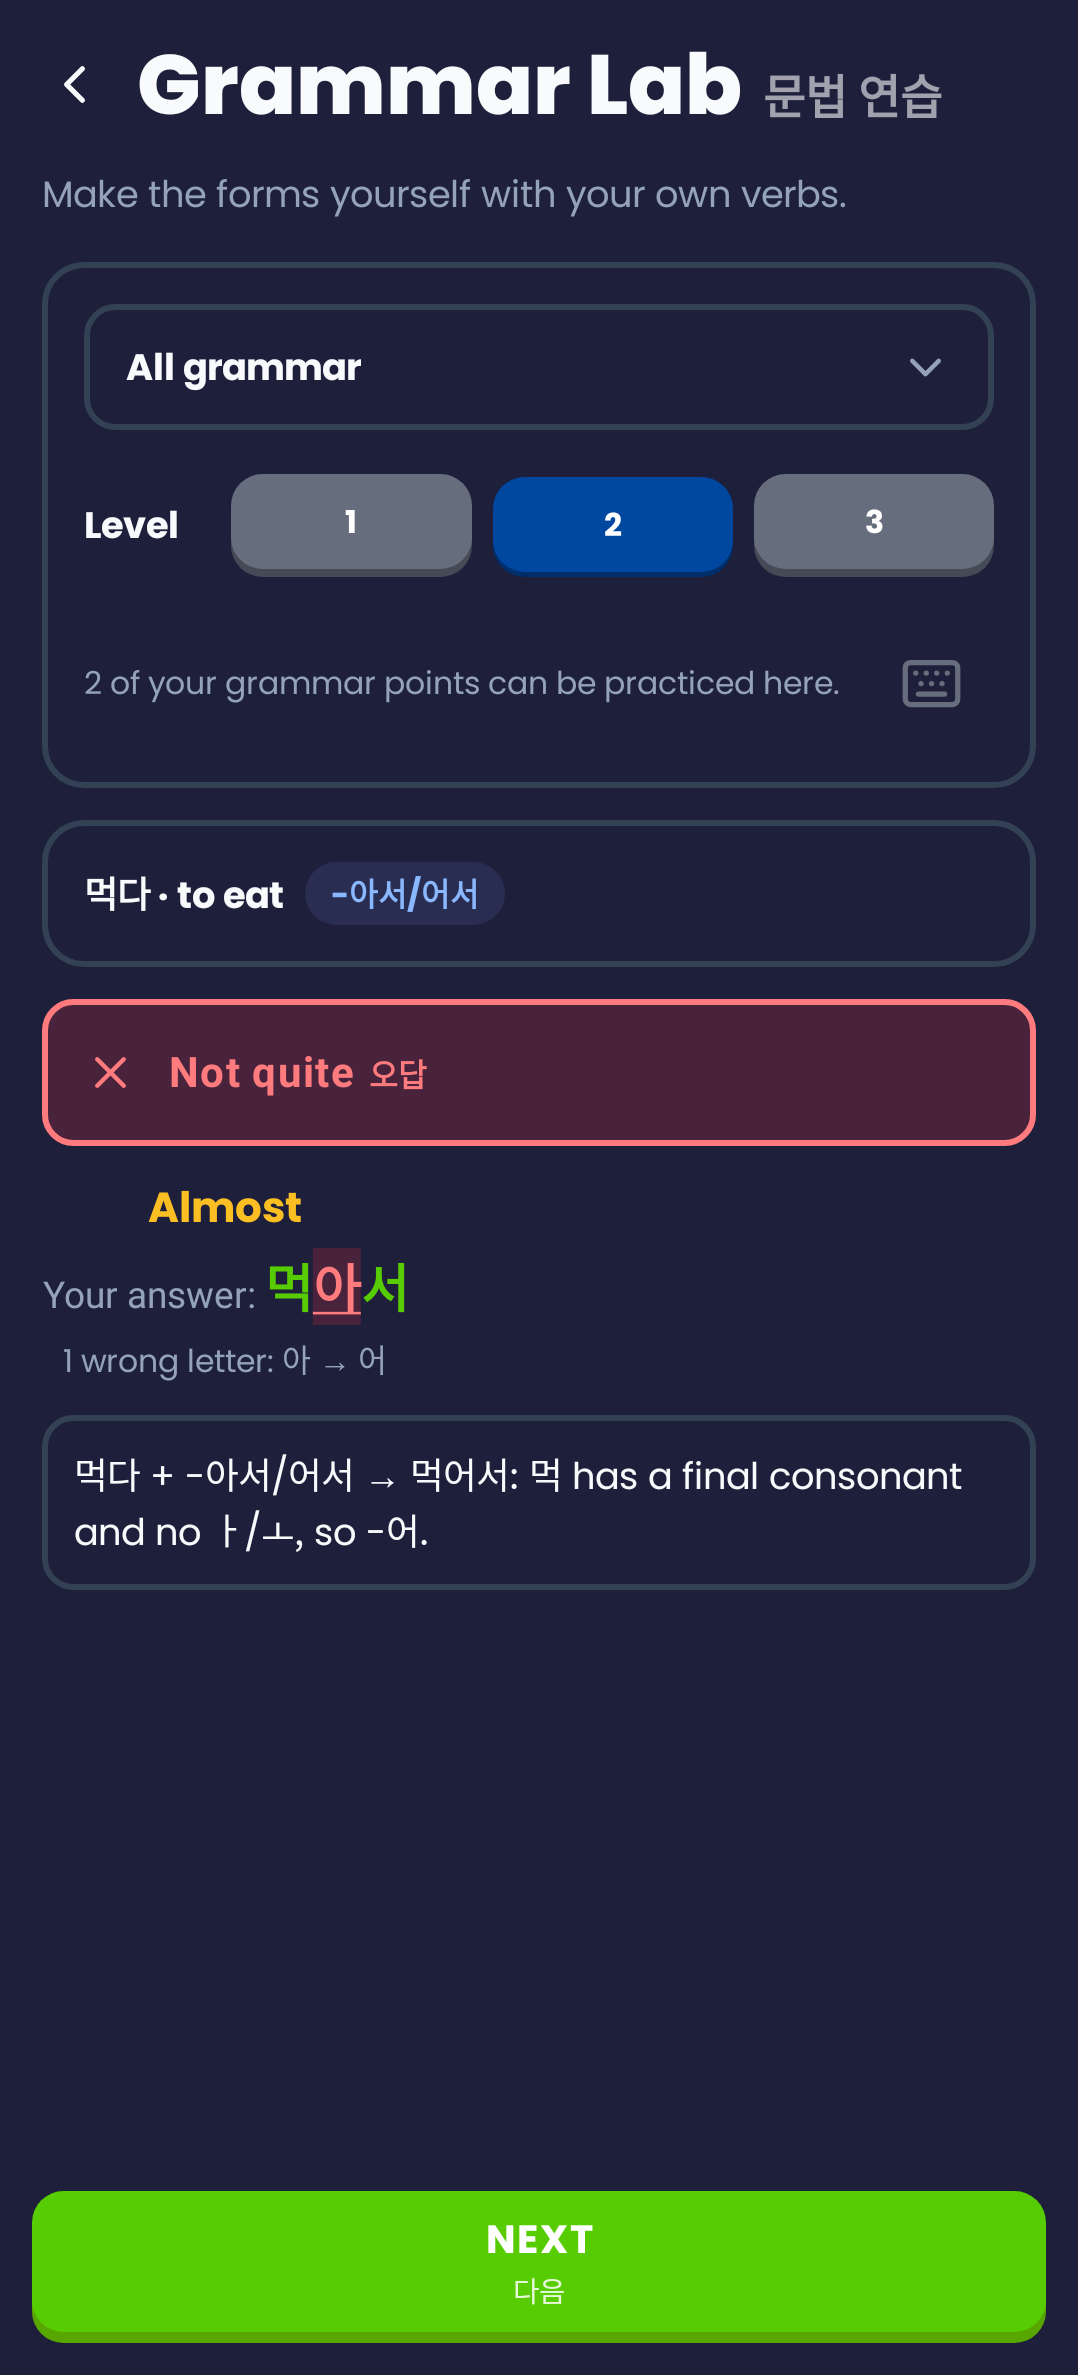 Grammar Lab 문법 연습
Make the forms yourself with your own verbs.
All grammar
Level 1 2 3
2 of your grammar points can be practiced here.
먹다 · to eat -아서/어서
Not quite 오답
Almost
Your answer: 먹아서
1 wrong letter: 아 → 어
먹다 + -아서/어서 → 먹어서: 먹 has a final consonant
and no ㅏ/ㅗ, so -어.
NEXT
다음